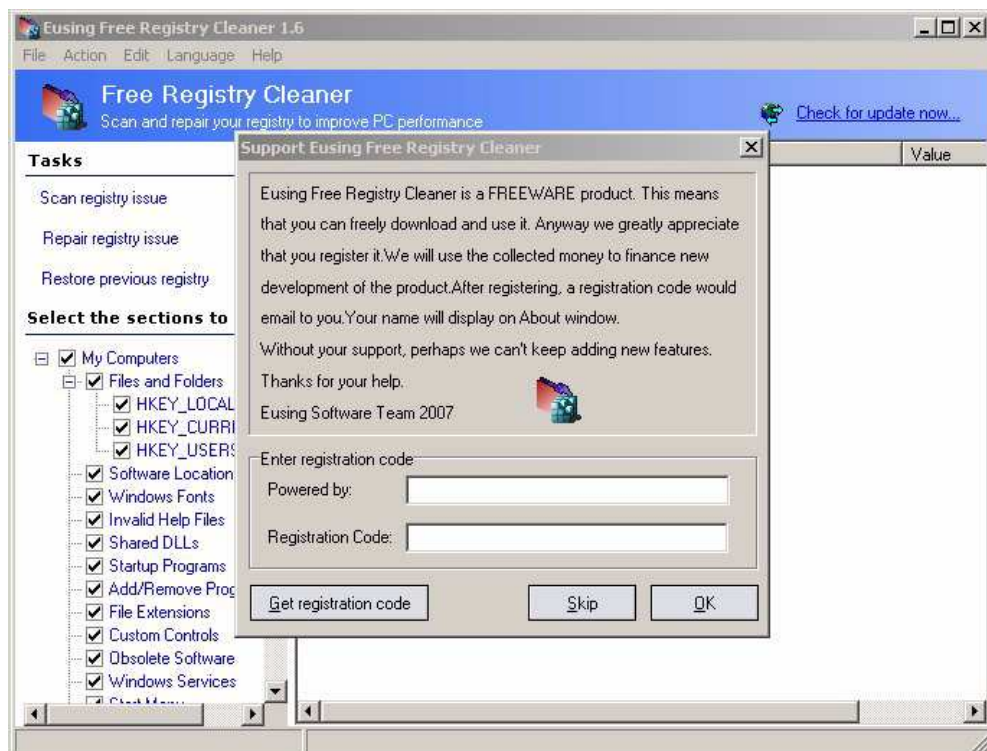 Eusing Free Registry Cleaner 1.6
File Action Edit Language Help
Free Registry Cleaner
Scan and repair your registry to improve PC performance
Check for update now...
Tasks
Scan registry issue
Repair registry issue
Restore previous registry
Select the sections to
My Computers
Files and Folders
HKEY_LOCAL
HKEY_CURRI
HKEY_USERS
Software Location
Windows Fonts
Invalid Help Files
Shared DLLs
Startup Programs
Add/Remove Prog
File Extensions
Custom Controls
Obsolete Software
Windows Services
Start Menu
Value
Support Eusing Free Registry Cleaner
Eusing Free Registry Cleaner is a FREEWARE product. This means
that you can freely download and use it. Anyway we greatly appreciate
that you register it.We will use the collected money to finance new
development of the product.After registering, a registration code would
email to you.Your name will display on About window.
Without your support, perhaps we can't keep adding new features.
Thanks for your help.
Eusing Software Team 2007
Enter registration code
Powered by:
Registration Code:
Get registration code
Skip
OK